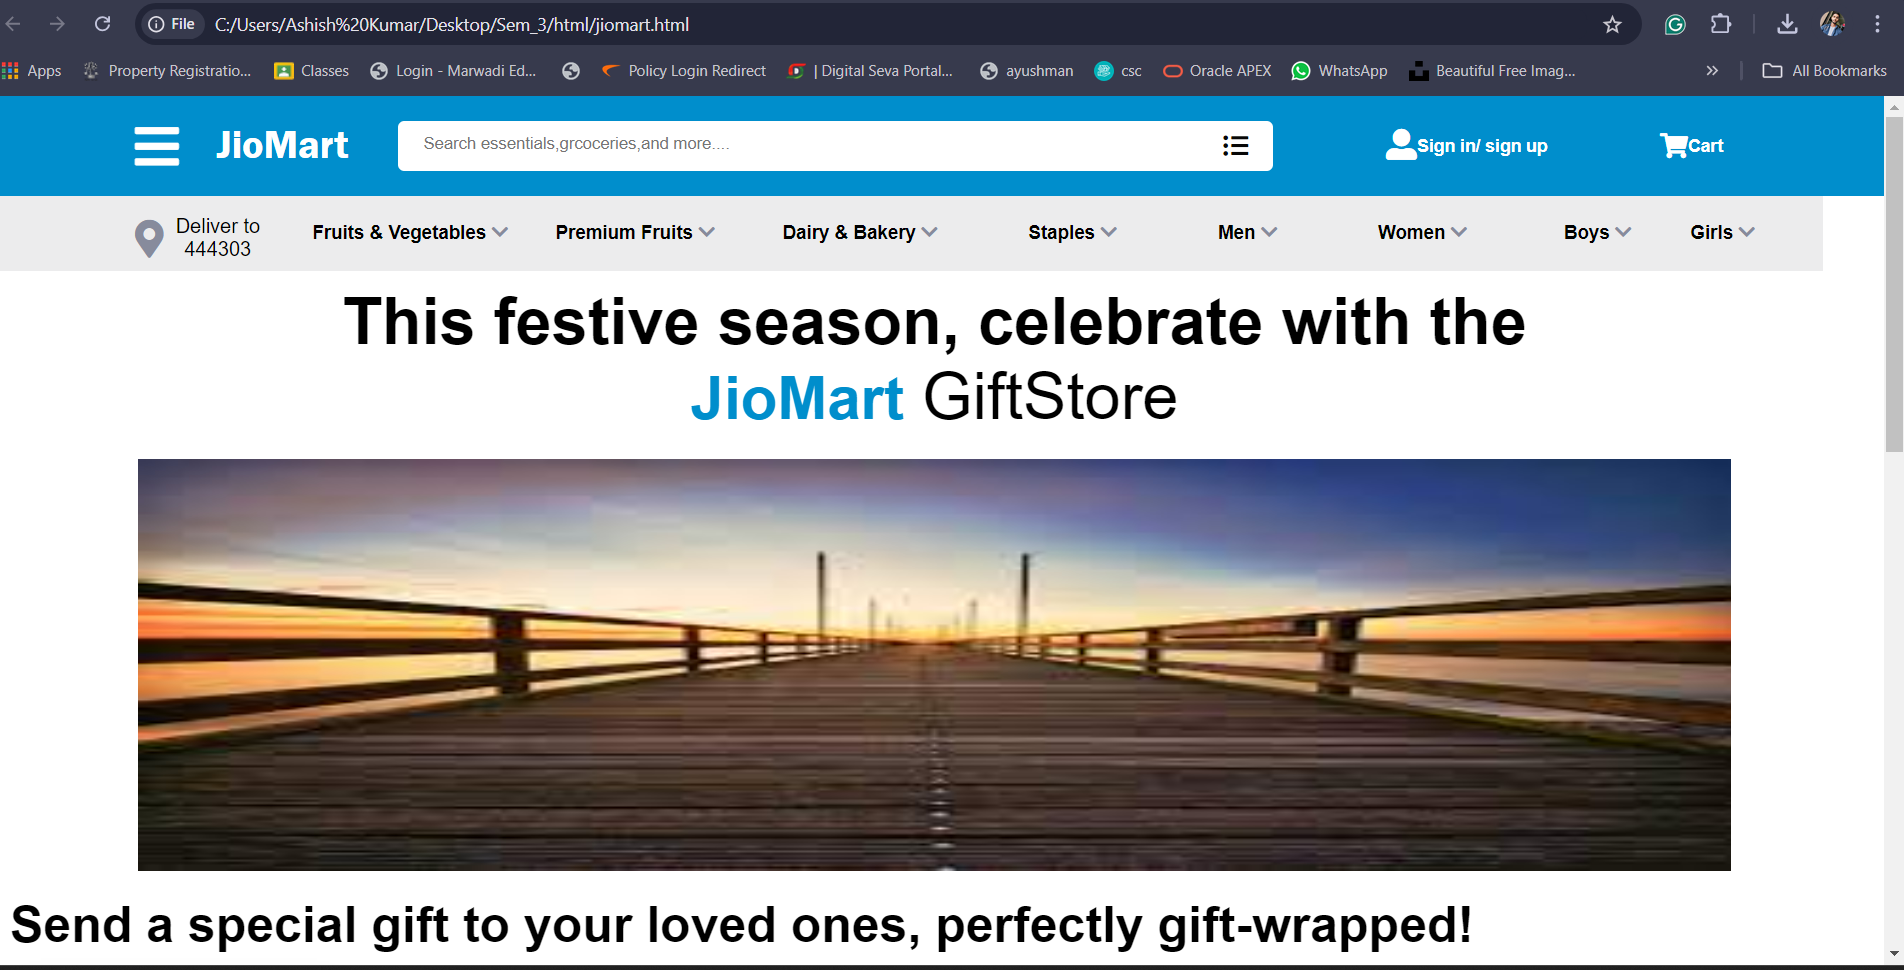 File C:/Users/Ashish%20Kumar/Desktop/Sem_3/html/jiomart.html
Apps Property Registratio... Classes Login - Marwadi Ed... Policy Login Redirect | Digital Seva Portal... ayushman csc Oracle APEX WhatsApp Beautiful Free Imag... » All Bookmarks
JioMart Search essentials,grcoceries,and more.... Sign in/ sign up Cart
Deliver to
444303
Fruits & Vegetables Premium Fruits Dairy & Bakery Staples Men Women Boys Girls
This festive season, celebrate with the
JioMart GiftStore
Send a special gift to your loved ones, perfectly gift-wrapped!